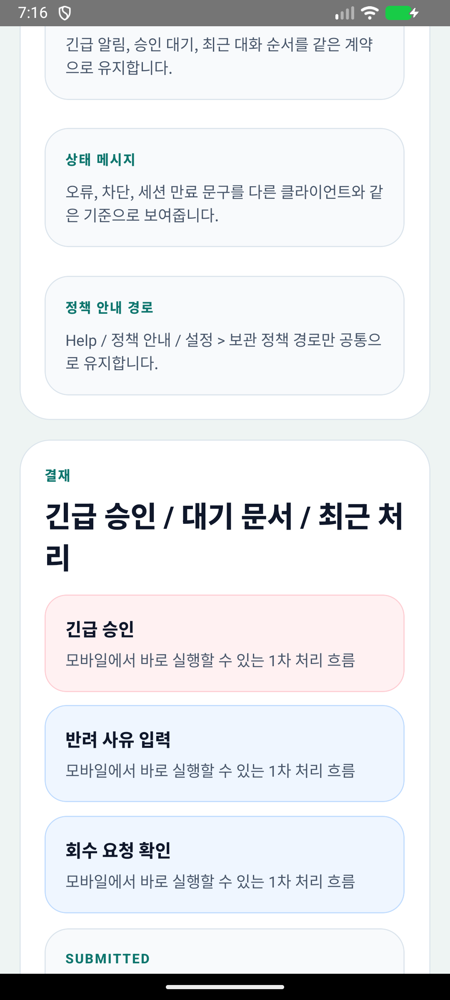 7:16
긴급 알림, 승인 대기, 최근 대화 순서를 같은 계약
으로 유지합니다.
상태 메시지
오류, 차단, 세션 만료 문구를 다른 클라이언트와 같
은 기준으로 보여줍니다.
정책 안내 경로
Help / 정책 안내 / 설정 > 보관 정책 경로만 공통으
로 유지합니다.
결재
긴급 승인 / 대기 문서 / 최근 처
리
긴급 승인
모바일에서 바로 실행할 수 있는 1차 처리 흐름
반려 사유 입력
모바일에서 바로 실행할 수 있는 1차 처리 흐름
회수 요청 확인
모바일에서 바로 실행할 수 있는 1차 처리 흐름
SUBMITTED